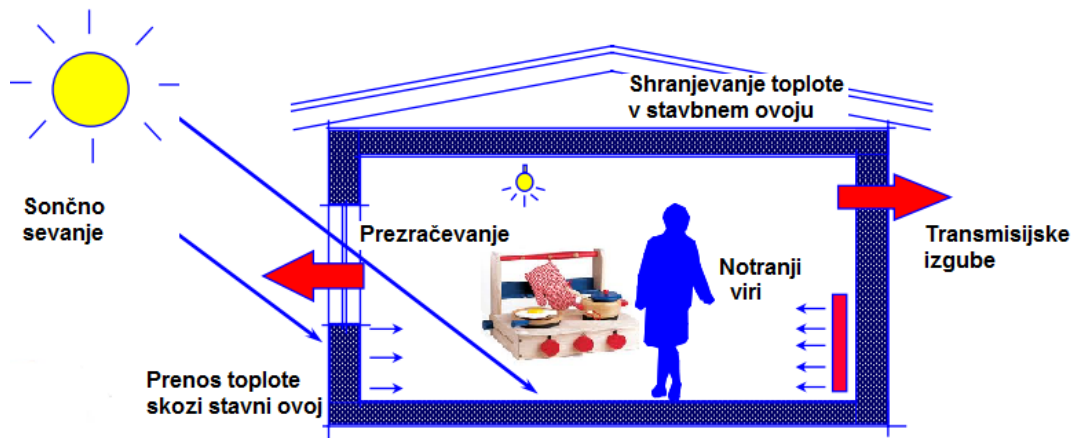 Shranjevanje toplote
v stavbnem ovoju
Sončno
sevanje
Prezračevanje
Notranji
viri
Transmisijske
izgube
Prenos toplote
skozi stavni ovoj